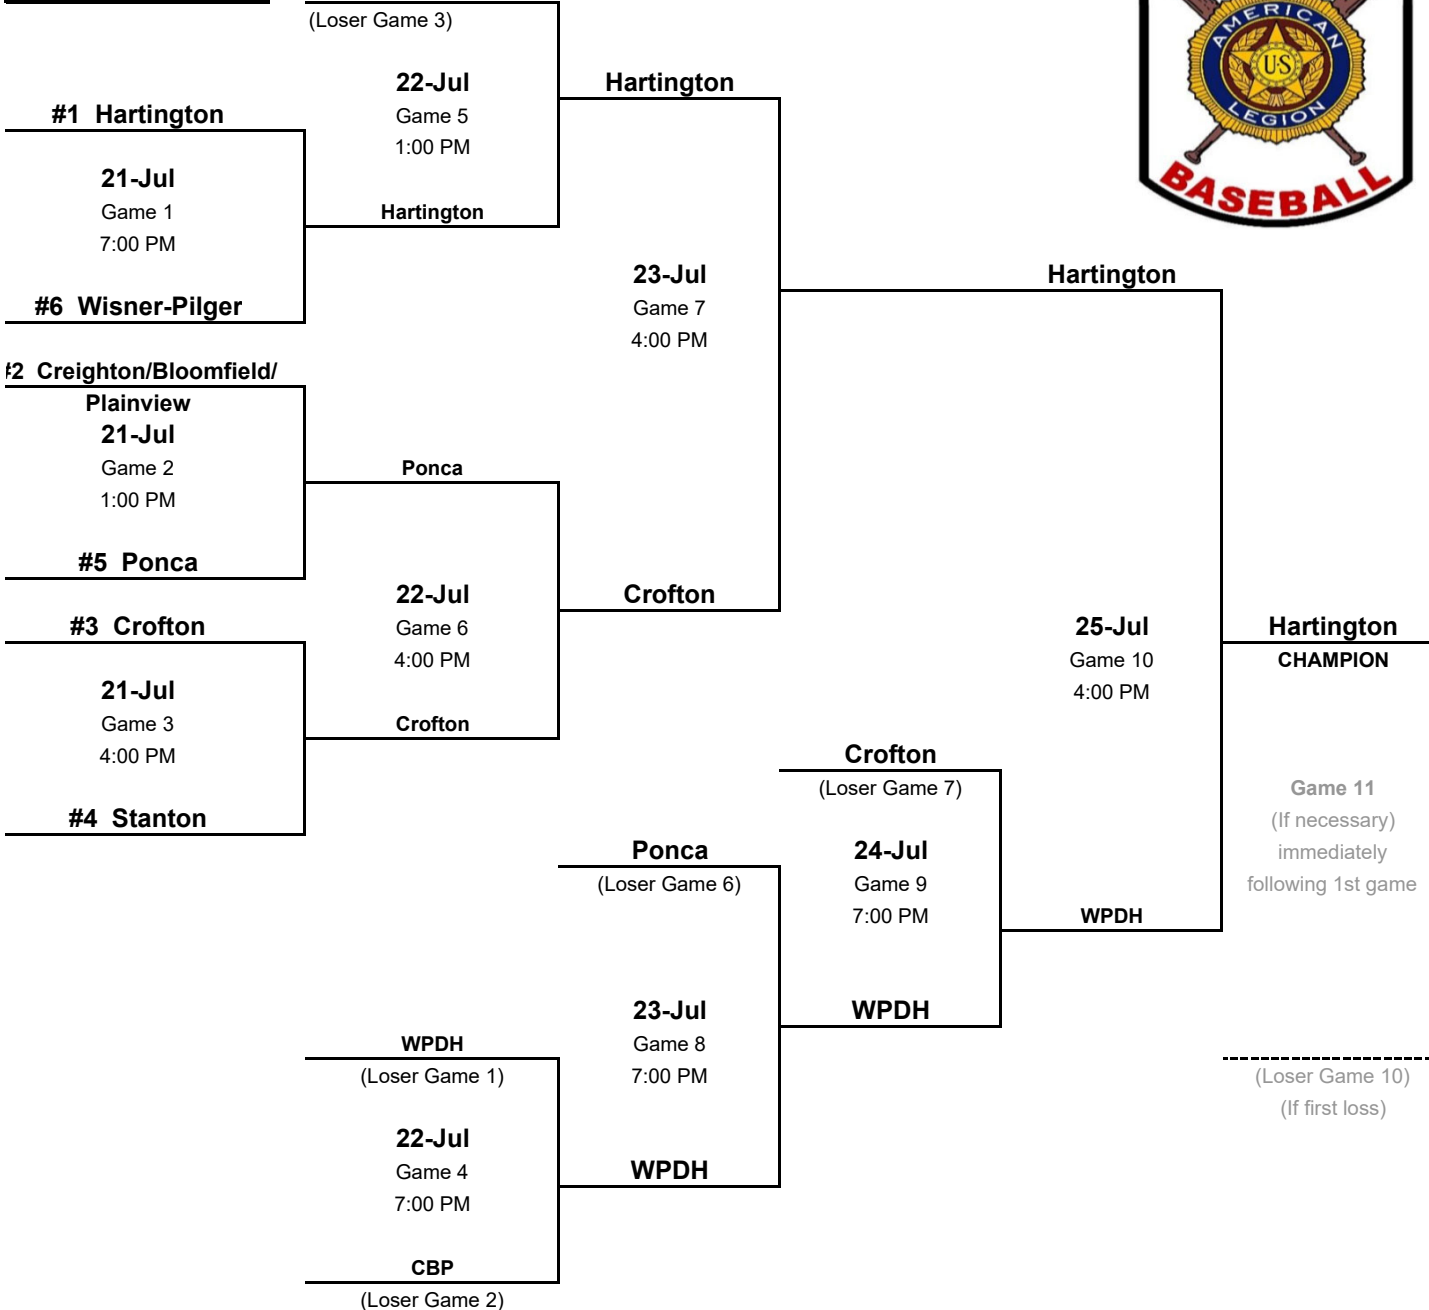 (Loser Game 3)
AMERICAN
U·S
LEGION
BASEBALL
22-Jul
Game 5
1:00 PM
Hartington
#1 Hartington
21-Jul
Game 1
7:00 PM
Hartington
#6 Wisner-Pilger
23-Jul
Game 7
4:00 PM
Hartington
#2 Creighton/Bloomfield/
Plainview
21-Jul
Game 2
1:00 PM
Ponca
#5 Ponca
22-Jul
Game 6
4:00 PM
Crofton
#3 Crofton
21-Jul
Game 3
4:00 PM
Crofton
#4 Stanton
25-Jul
Game 10
4:00 PM
Hartington
CHAMPION
Crofton
(Loser Game 7)
Game 11
(If necessary)
immediately
following 1st game
Ponca
(Loser Game 6)
24-Jul
Game 9
7:00 PM
WPDH
23-Jul
Game 8
7:00 PM
WPDH
WPDH
(Loser Game 1)
22-Jul
Game 4
7:00 PM
WPDH
CBP
(Loser Game 2)
(Loser Game 10)
(If first loss)